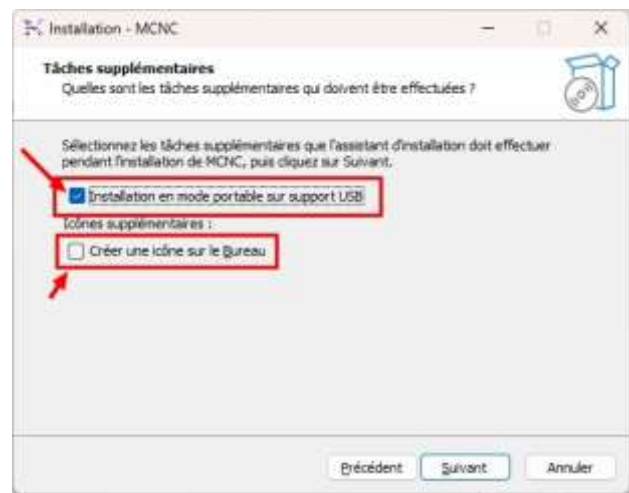 Installation - MCNC
Tâches supplémentaires
Quelles sont les tâches supplémentaires qui doivent être effectuées ?
Sélectionnez les tâches supplémentaires que l'assistant d'installation doit effectuer
pendant l'installation de MCNC, puis cliquez sur Suivant.
Installation en mode portable sur support USB
Icônes supplémentaires :
Créer une icône sur le Bureau
Précédent
Suivant
Annuler